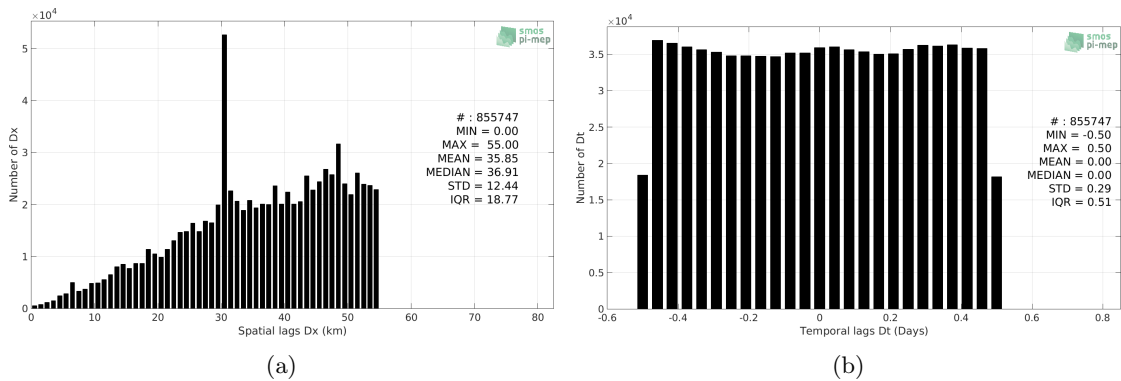 ×10⁴
5
4
3
2
1
0
Number of Dx
0 10 20 30 40 50 60 70 80
Spatial lags Dx (km)
smos
pi-mep
# : 855747
MIN = 0.00
MAX = 55.00
MEAN = 35.85
MEDIAN = 36.91
STD = 12.44
IQR = 18.77
(a)
×10⁴
3.5
3
2.5
2
1.5
1
0.5
0
Number of Dt
-0.6 -0.4 -0.2 0 0.2 0.4 0.6 0.8
Temporal lags Dt (Days)
smos
pi-mep
# : 855747
MIN = -0.50
MAX = 0.50
MEAN = 0.00
MEDIAN = 0.00
STD = 0.29
IQR = 0.51
(b)